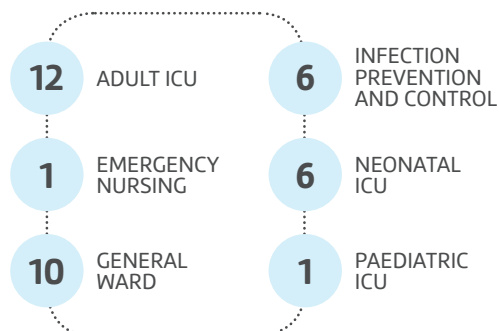 12
ADULT ICU
1
EMERGENCY
NURSING
10
GENERAL
WARD
6
INFECTION
PREVENTION
AND CONTROL
6
NEONATAL
ICU
1
PAEDIATRIC
ICU